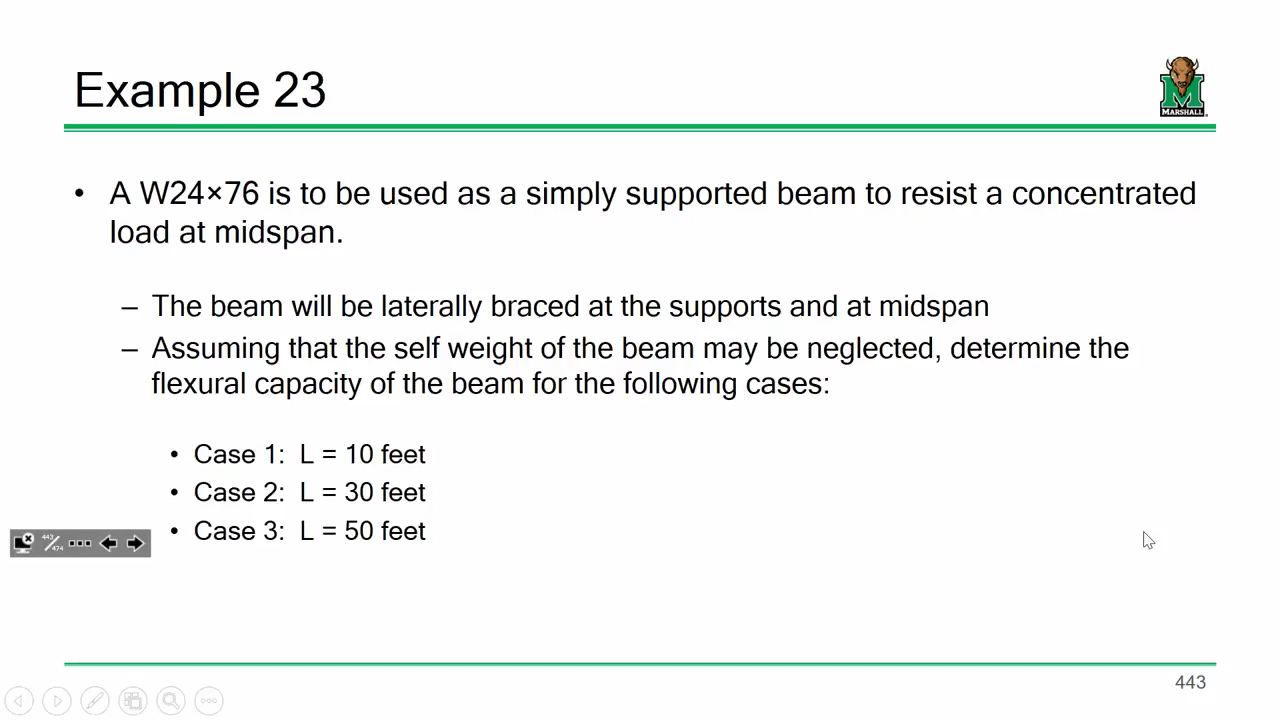 Example 23
MARSHALL
• A W24×76 is to be used as a simply supported beam to resist a concentrated
load at midspan.
– The beam will be laterally braced at the supports and at midspan
– Assuming that the self weight of the beam may be neglected, determine the
flexural capacity of the beam for the following cases:
• Case 1: L = 10 feet
• Case 2: L = 30 feet
• Case 3: L = 50 feet
443/474
443